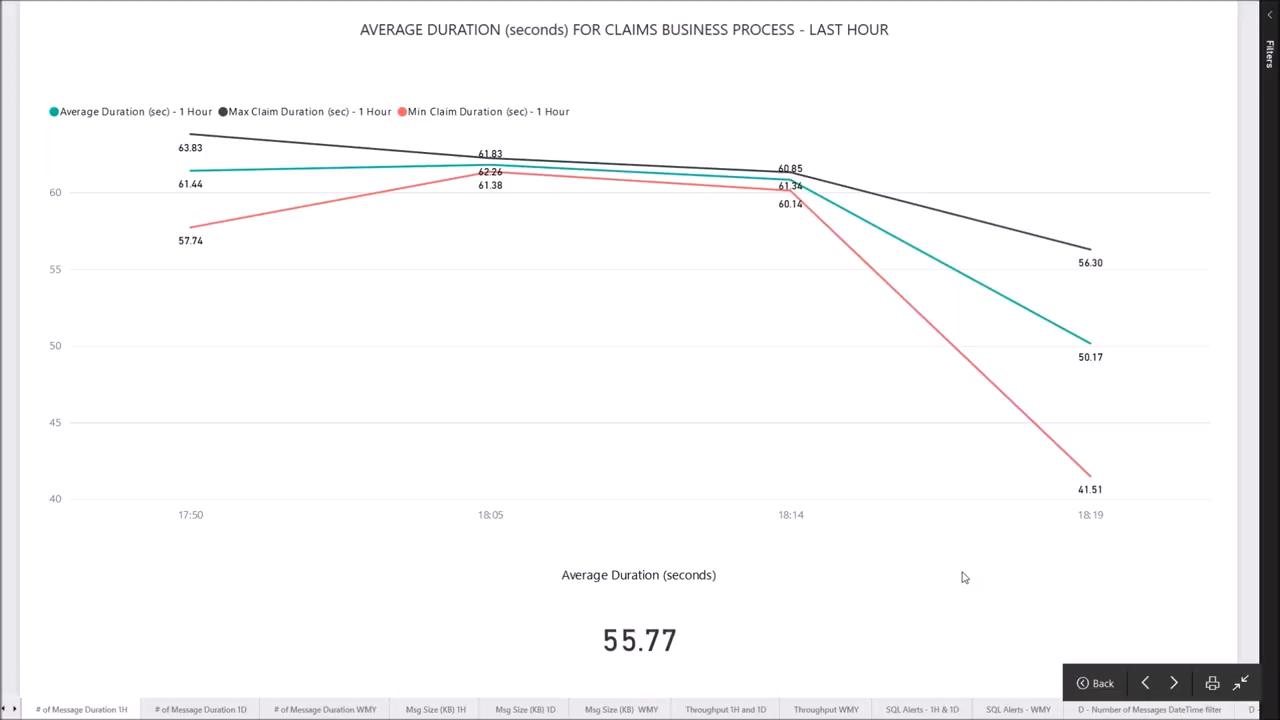 AVERAGE DURATION (seconds) FOR CLAIMS BUSINESS PROCESS - LAST HOUR
Filters
Average Duration (sec) - 1 Hour Max Claim Duration (sec) - 1 Hour Min Claim Duration (sec) - 1 Hour
63.83
61.83
60.85
61.44
62.26
61.34
61.38
60
60.14
57.74
56.30
55
50
50.17
45
41.51
40
17:50 18:05 18:14 18:19
Average Duration (seconds)
55.77
Back
# of Message Duration 1H # of Message Duration 1D # of Message Duration WMY Msg Size (KB) 1H Msg Size (KB) 1D Msg Size (KB) WMY Throughput 1H and 1D Throughput WMY SQL Alerts - 1H & 1D SQL Alerts - WMY D - Number of Messages DateTime filter D -